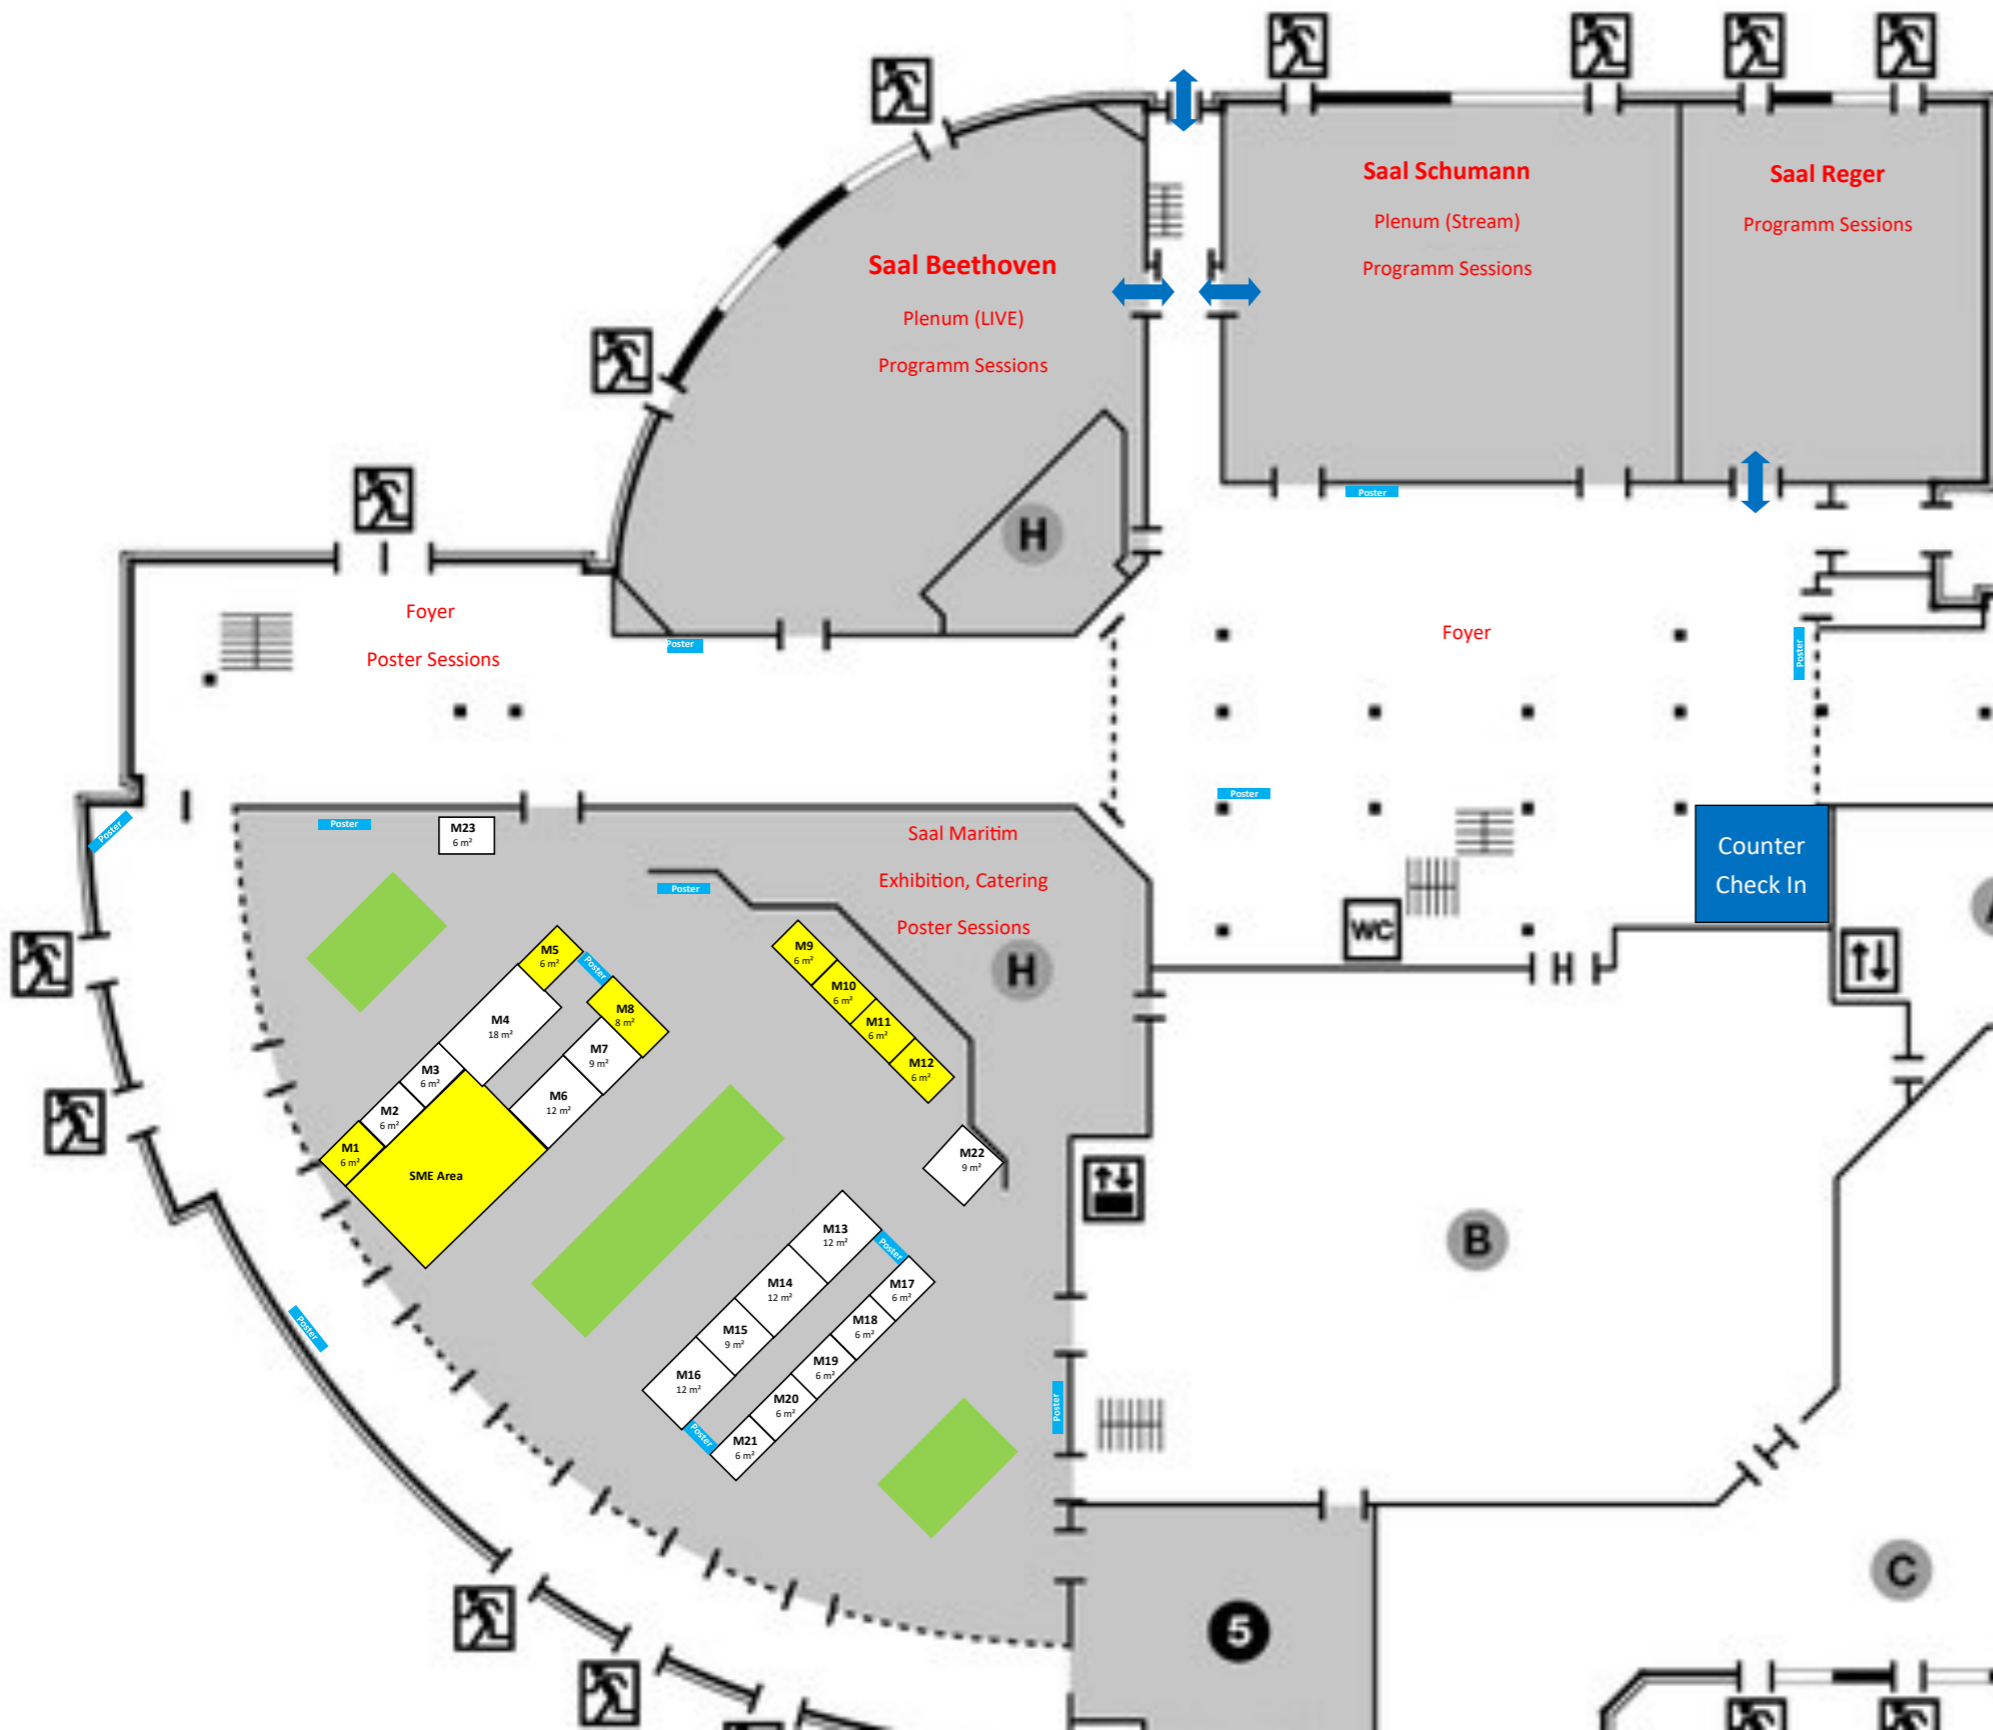 Saal Schumann
Plenum (Stream)
Programm Sessions
Saal Reger
Programm Sessions
Saal Beethoven
Plenum (LIVE)
Programm Sessions
Poster
H
Foyer
Poster Sessions
Poster
Foyer
Poster
Poster
Poster
Poster
M23
6 m²
Saal Maritim
Exhibition, Catering
Poster Sessions
Poster
H
Counter
Check In
WC
M5
6 m²
Poster
M8
8 m²
M4
18 m²
M7
9 m²
M3
6 m²
M6
12 m²
M2
6 m²
M1
6 m²
SME Area
M9
6 m²
M10
6 m²
M11
6 m²
M12
6 m²
M22
9 m²
M13
12 m²
Poster
M14
12 m²
M17
6 m²
M15
9 m²
M18
6 m²
M16
12 m²
M19
6 m²
M20
6 m²
Poster
M21
6 m²
Poster
Poster
B
C
5